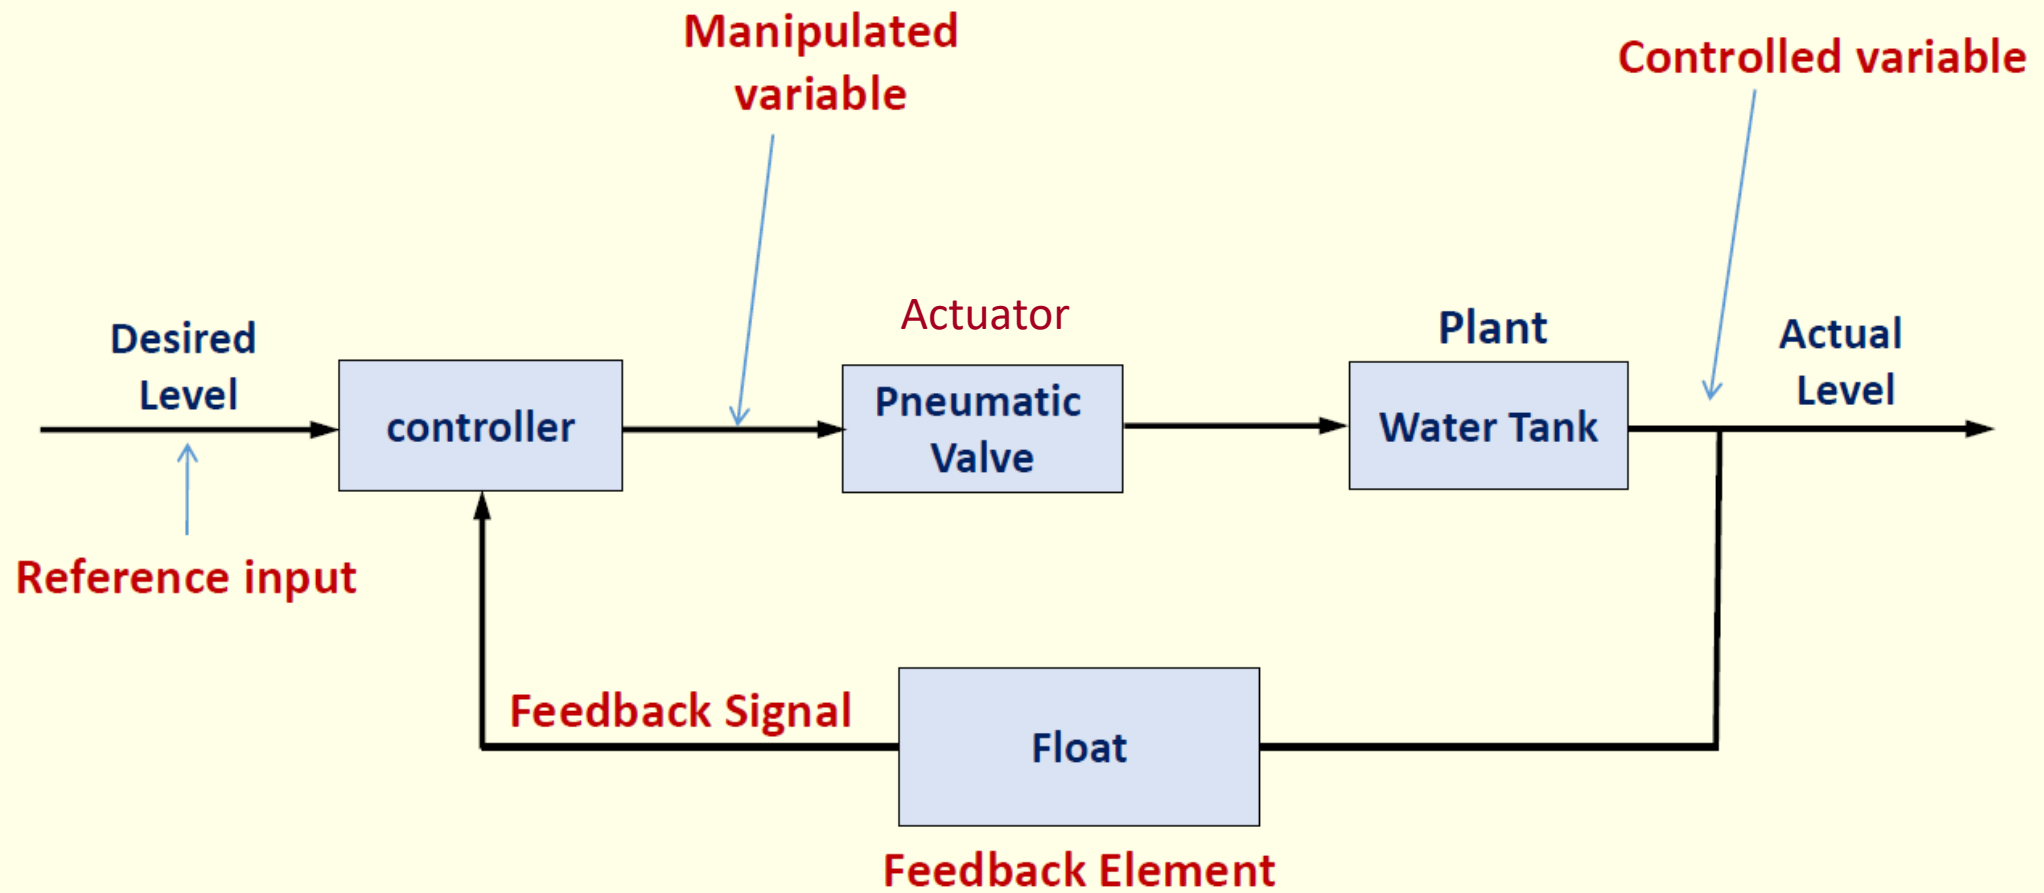 Manipulated
variable
Controlled variable
Actuator
Plant
Desired
Level
Actual
Level
controller
Pneumatic
Valve
Water Tank
Reference input
Feedback Signal
Float
Feedback Element